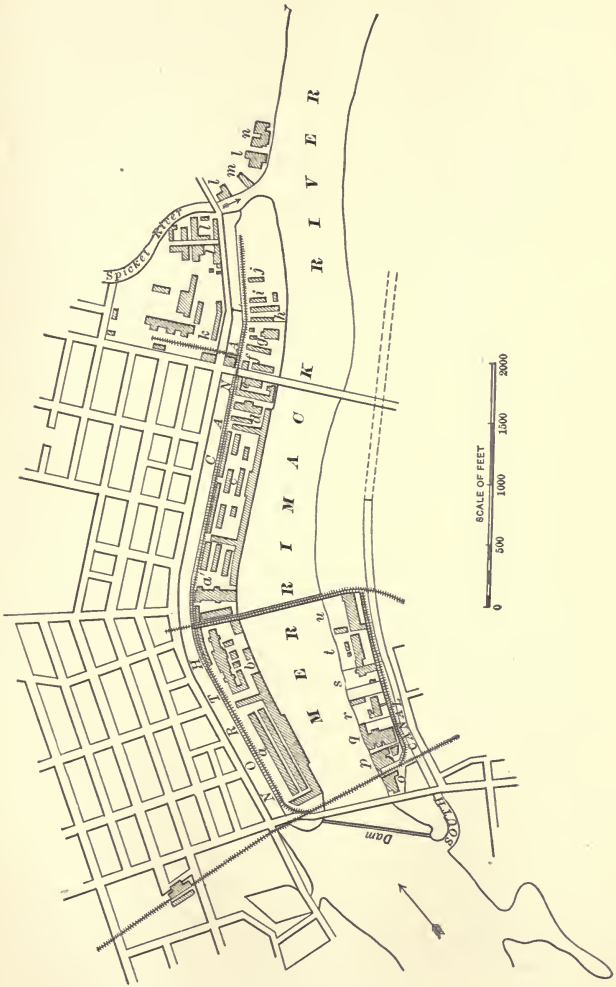 Spicket River
l
m
l
n
k
l
NORTH CANAL
a
b
a'
c
d
f
g
h
i
j
MERRIMACK RIVER
Dam
SOUTH CANAL
o
p
q
r
s
t
u
SCALE OF FEET
0 500 1000 1500 2000